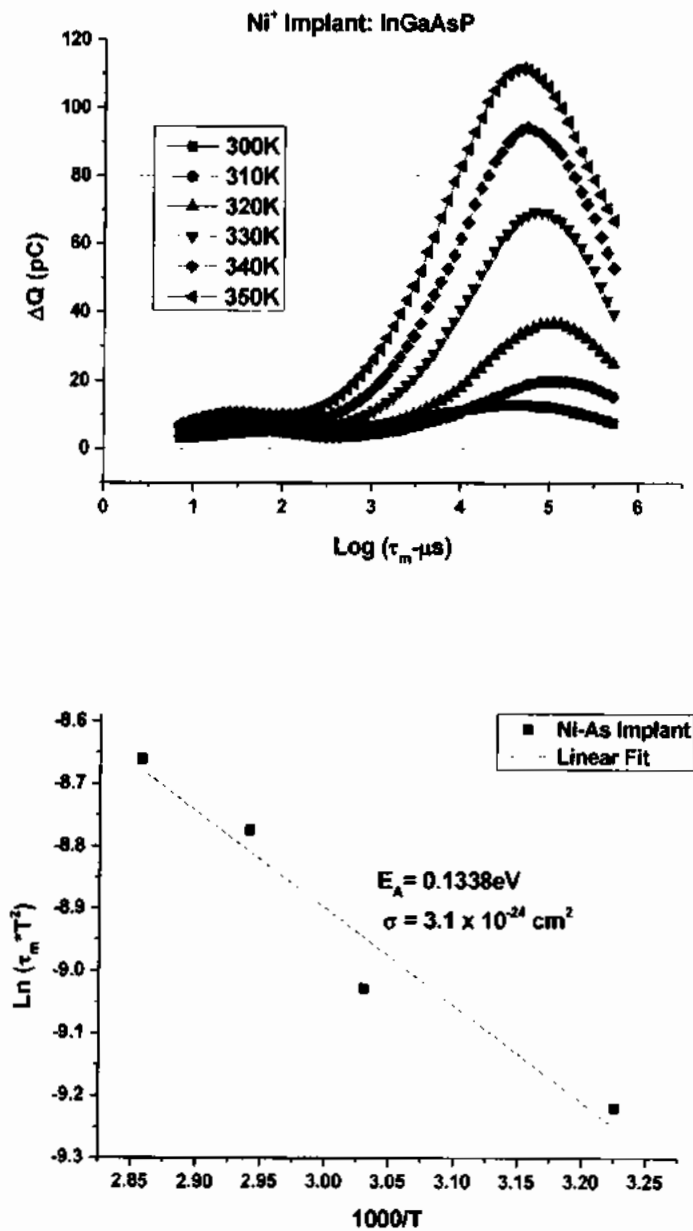 Ni⁺ Implant: InGaAsP
120
100
80
60
40
20
0
ΔQ (pC)
300K
310K
320K
330K
340K
350K
0 1 2 3 4 5 6
Log (τₘ-μs)
-8.6
-8.7
-8.8
-8.9
-9.0
-9.1
-9.2
-9.3
Ln (τₘ*T²)
Ni-As Implant
Linear Fit
E_A = 0.1338eV
σ = 3.1 x 10⁻²⁴ cm²
2.85 2.90 2.95 3.00 3.05 3.10 3.15 3.20 3.25
1000/T